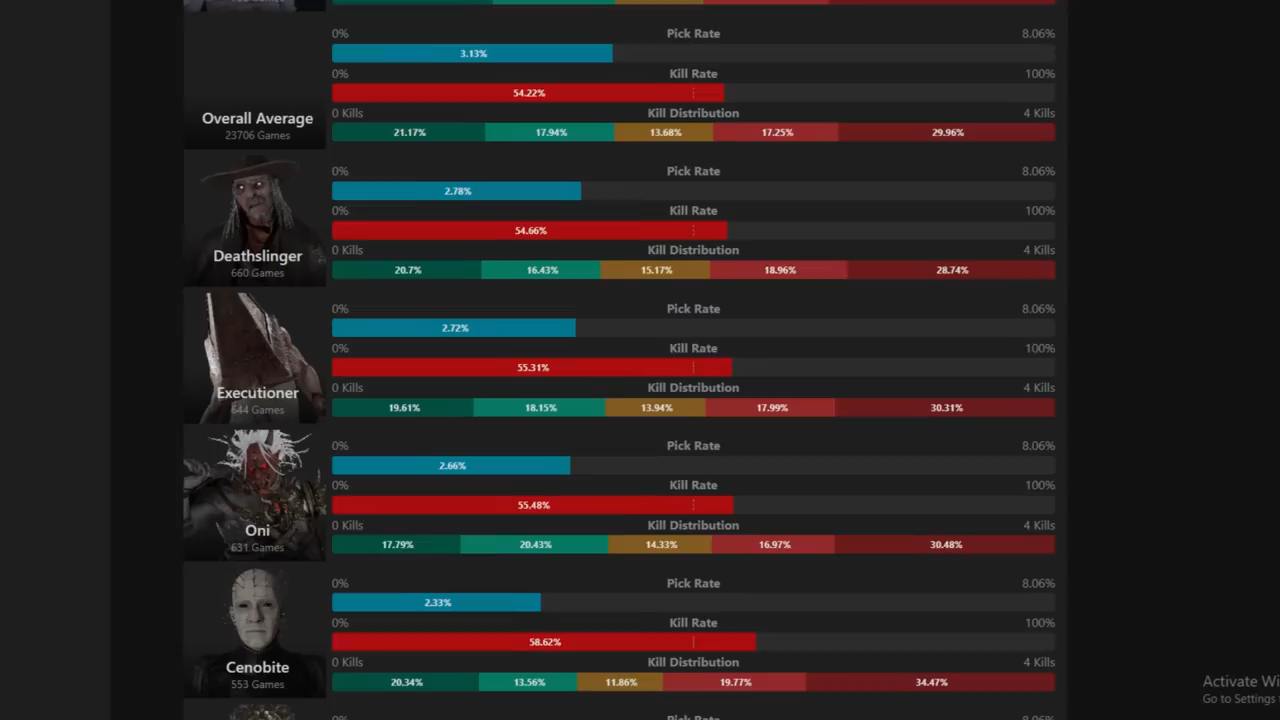 0% Pick Rate 8.06%
3.13%
0% Kill Rate 100%
54.22%
0 Kills Kill Distribution 4 Kills
Overall Average
23706 Games
21.17% 17.94% 13.68% 17.25% 29.96%
0% Pick Rate 8.06%
2.78%
0% Kill Rate 100%
54.66%
0 Kills Kill Distribution 4 Kills
Deathslinger
660 Games
20.7% 16.43% 15.17% 18.96% 28.74%
0% Pick Rate 8.06%
2.72%
0% Kill Rate 100%
55.31%
0 Kills Kill Distribution 4 Kills
Executioner
644 Games
19.61% 18.15% 13.94% 17.99% 30.31%
0% Pick Rate 8.06%
2.66%
0% Kill Rate 100%
55.48%
0 Kills Kill Distribution 4 Kills
Oni
631 Games
17.79% 20.43% 14.33% 16.97% 30.48%
0% Pick Rate 8.06%
2.33%
0% Kill Rate 100%
58.62%
0 Kills Kill Distribution 4 Kills
Cenobite
553 Games
20.34% 13.56% 11.86% 19.77% 34.47%
Activate Wi
Go to Settings